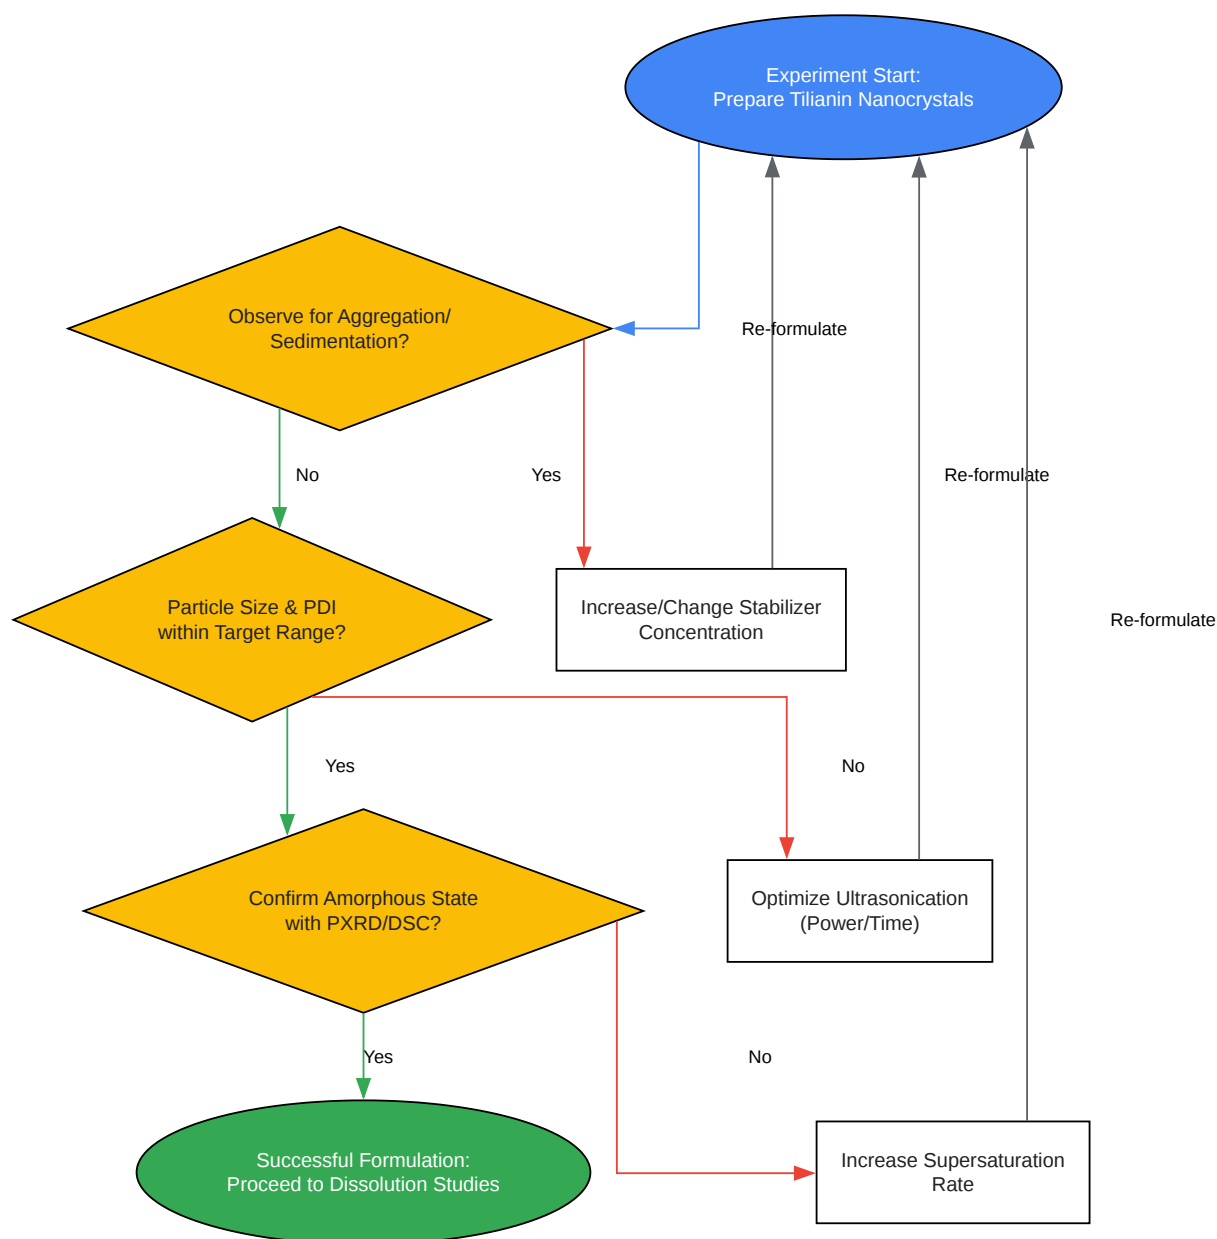 Experiment Start:
Prepare Tilianin Nanocrystals
Observe for Aggregation/
Sedimentation?
Re-formulate
No
Yes
Re-formulate
Particle Size & PDI
within Target Range?
Increase/Change Stabilizer
Concentration
Re-formulate
Yes
No
Confirm Amorphous State
with PXRD/DSC?
Optimize Ultrasonication
(Power/Time)
Yes
No
Successful Formulation:
Proceed to Dissolution Studies
Increase Supersaturation
Rate